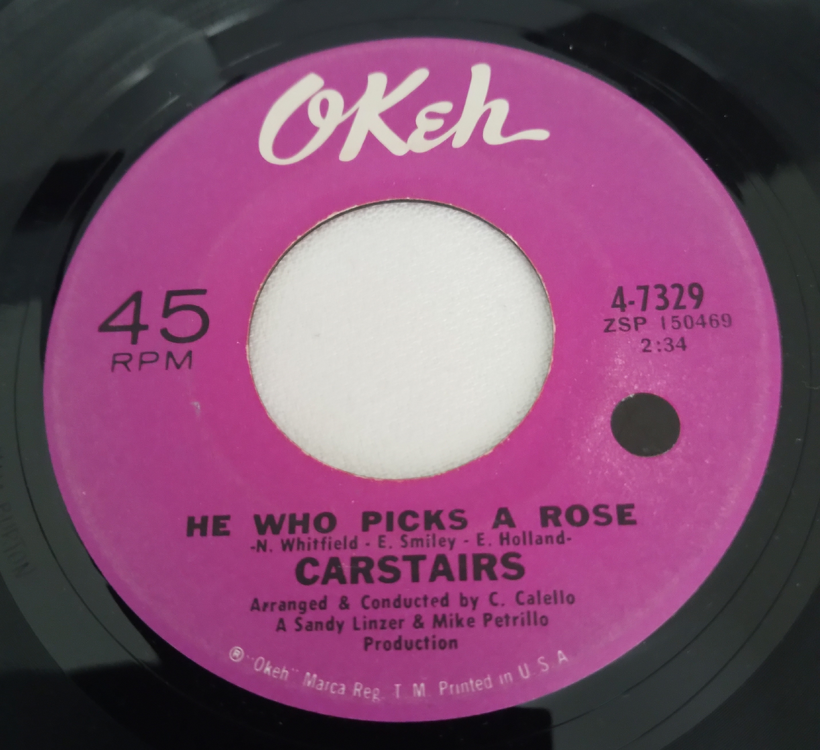 OKeh
45
RPM
4-7329
ZSP 150469
2:34
HE WHO PICKS A ROSE
-N. Whitfield - E. Smiley - E. Holland-
CARSTAIRS
Arranged & Conducted by C. Calello
A Sandy Linzer & Mike Petrillo
Production
® "Okeh" Marca Reg. T M. Printed in U. S. A.